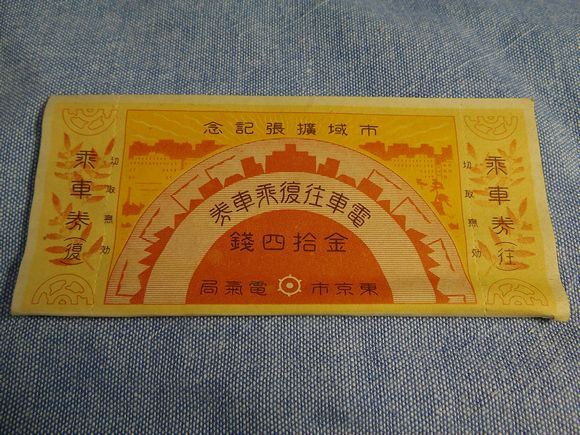 市域擴張記念
電車往復乘車券
金拾四錢
東京市電氣局
乘車券(往)
切取無効
乘車券(復)
切取無効